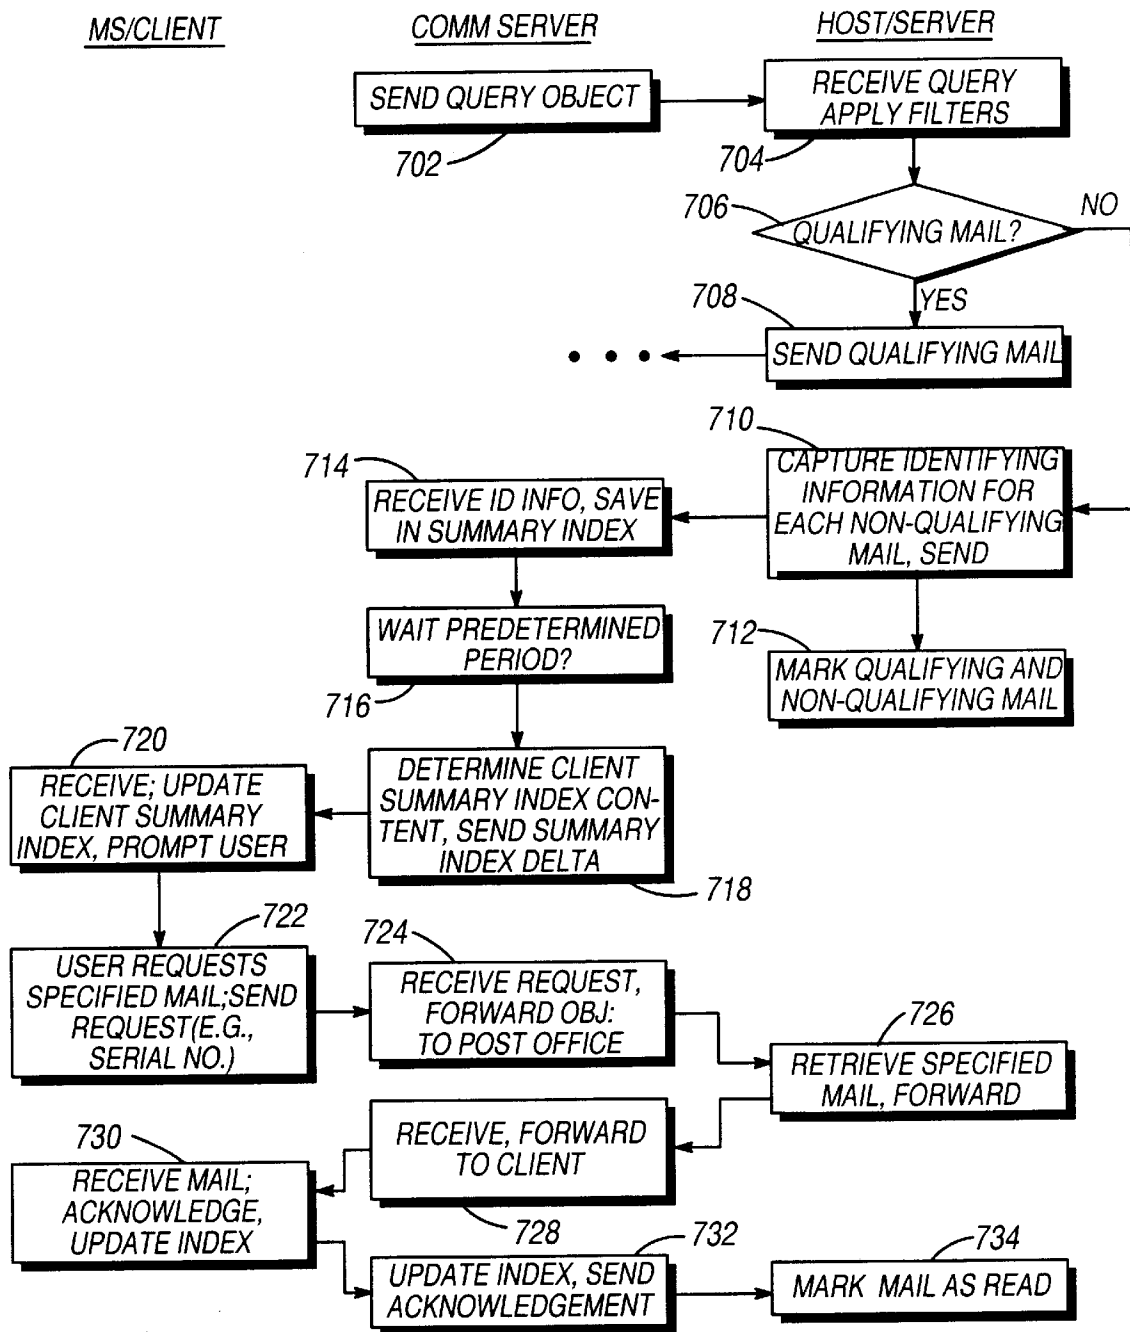 MS/CLIENT
COMM SERVER
HOST/SERVER
SEND QUERY OBJECT
702
RECEIVE QUERY
APPLY FILTERS
704
706
QUALIFYING MAIL?
NO
YES
708
SEND QUALIFYING MAIL
710
CAPTURE IDENTIFYING
INFORMATION FOR
EACH NON-QUALIFYING
MAIL, SEND
714
RECEIVE ID INFO, SAVE
IN SUMMARY INDEX
712
MARK QUALIFYING AND
NON-QUALIFYING MAIL
WAIT PREDETERMINED
PERIOD?
716
DETERMINE CLIENT
SUMMARY INDEX CON-
TENT, SEND SUMMARY
INDEX DELTA
718
720
RECEIVE; UPDATE
CLIENT SUMMARY
INDEX, PROMPT USER
722
USER REQUESTS
SPECIFIED MAIL;SEND
REQUEST(E.G.,
SERIAL NO.)
724
RECEIVE REQUEST,
FORWARD OBJ:
TO POST OFFICE
726
RETRIEVE SPECIFIED
MAIL, FORWARD
RECEIVE, FORWARD
TO CLIENT
728
730
RECEIVE MAIL;
ACKNOWLEDGE,
UPDATE INDEX
732
UPDATE INDEX, SEND
ACKNOWLEDGEMENT
734
MARK MAIL AS READ